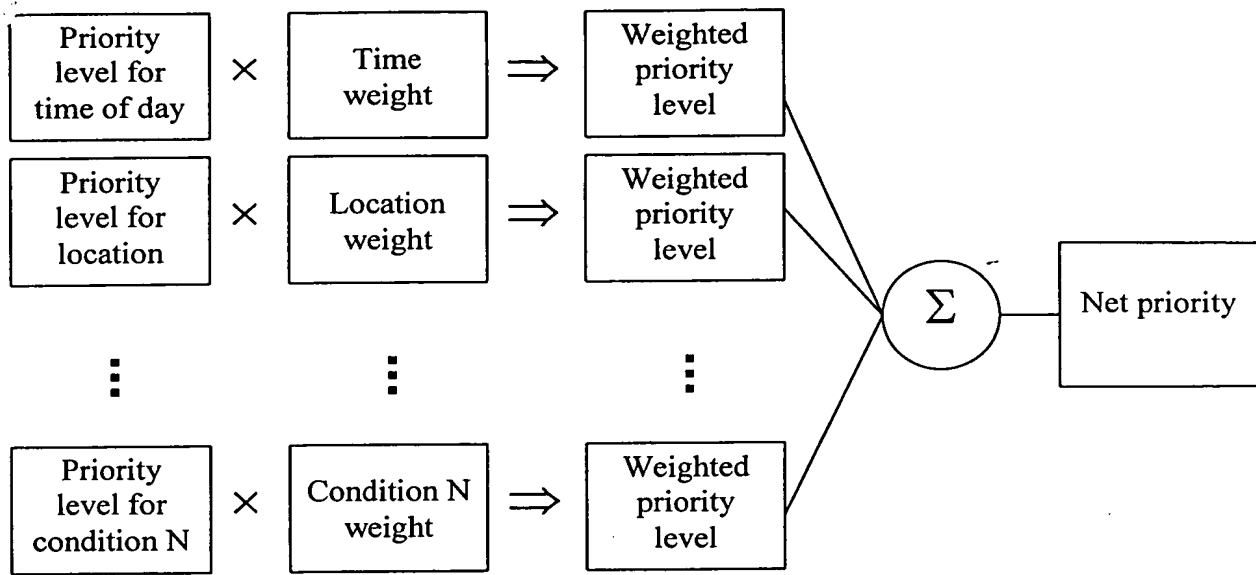 Priority
level for
time of day
×
Time
weight
⇒
Weighted
priority
level
Priority
level for
location
×
Location
weight
⇒
Weighted
priority
level
Σ
Net priority
⋮
⋮
⋮
Priority
level for
condition N
×
Condition N
weight
⇒
Weighted
priority
level